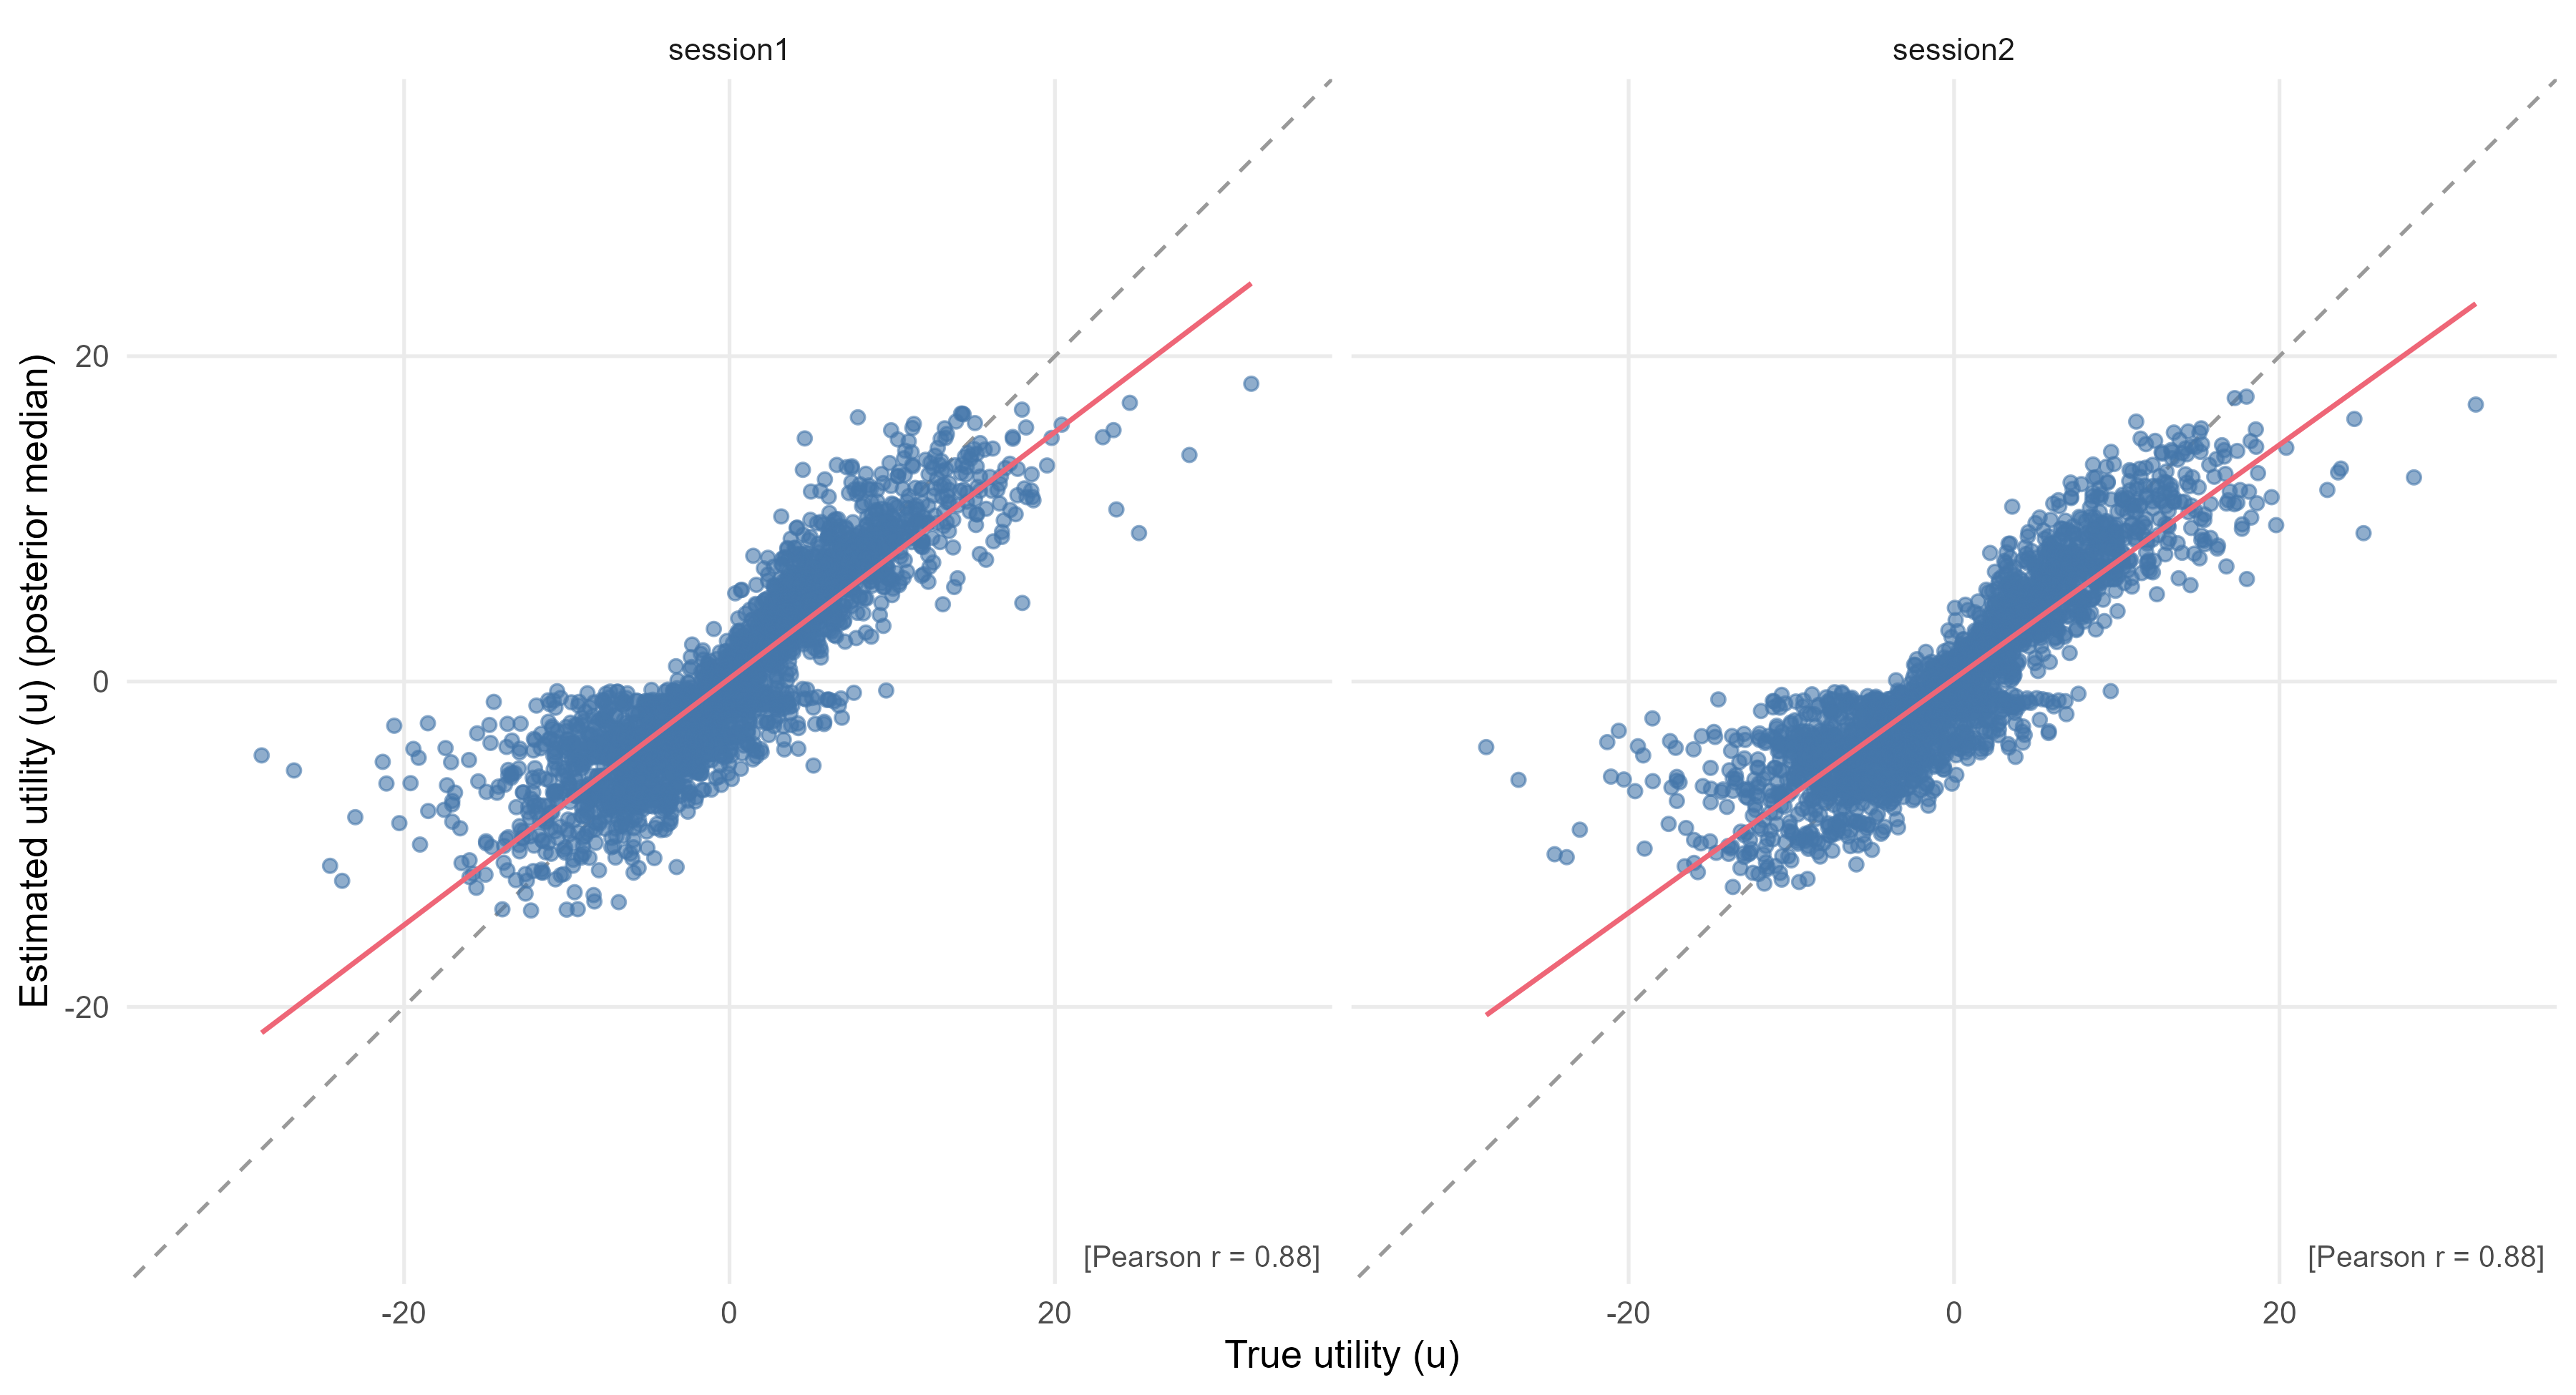 session1
session2
Estimated utility (u) (posterior median)
20
0
-20
[Pearson r = 0.88]
[Pearson r = 0.88]
-20 0 20
-20 0 20
True utility (u)